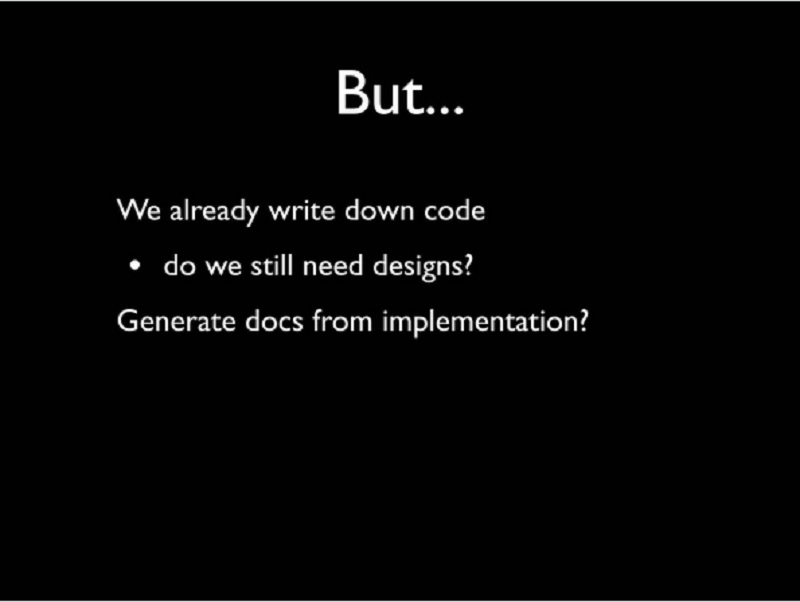 But...
We already write down code
• do we still need designs?
Generate docs from implementation?